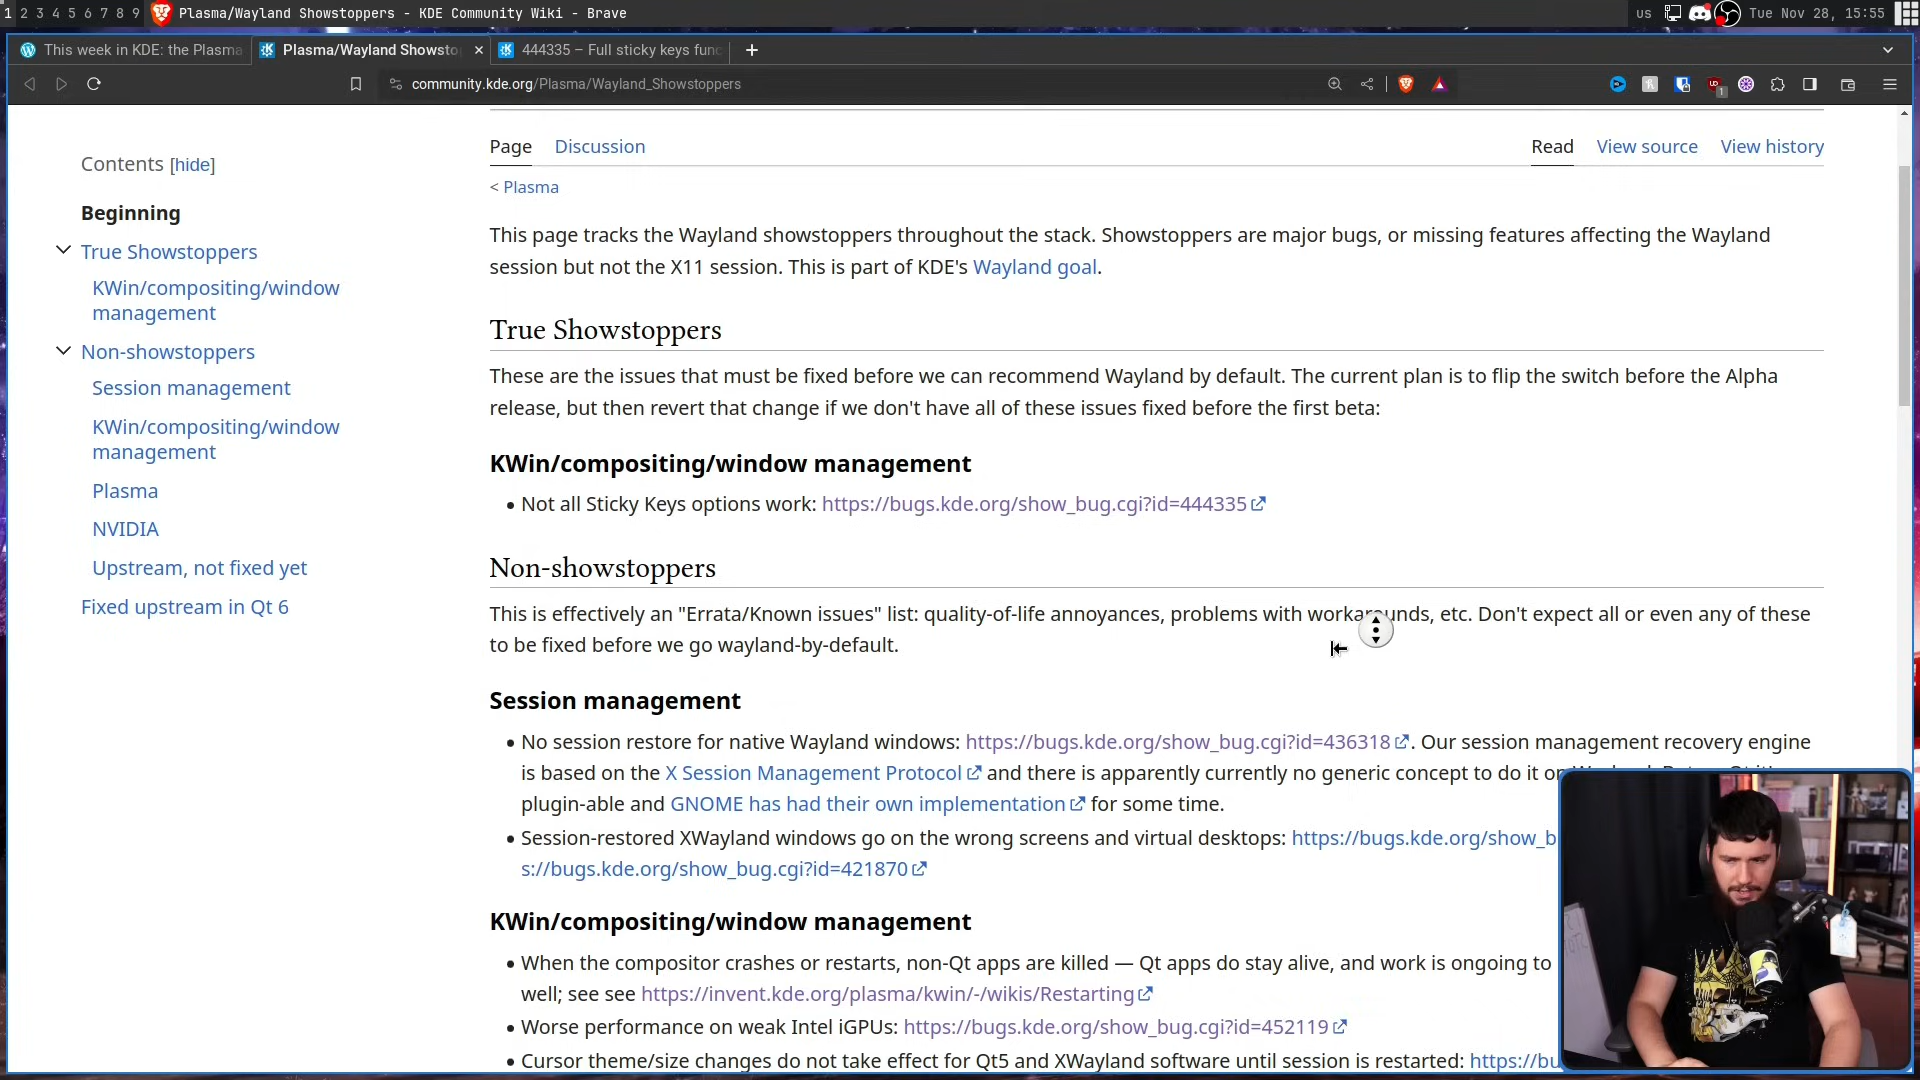 1 2 3 4 5 6 7 8 9 Plasma/Wayland Showstoppers - KDE Community Wiki - Brave us Tue Nov 28, 15:55
This week in KDE: the Plasma Plasma/Wayland Showsto 444335 – Full sticky keys func
community.kde.org/Plasma/Wayland_Showstoppers
Contents [hide]
Beginning
True Showstoppers
KWin/compositing/window
management
Non-showstoppers
Session management
KWin/compositing/window
management
Plasma
NVIDIA
Upstream, not fixed yet
Fixed upstream in Qt 6
Page Discussion Read View source View history
< Plasma
This page tracks the Wayland showstoppers throughout the stack. Showstoppers are major bugs, or missing features affecting the Wayland
session but not the X11 session. This is part of KDE's Wayland goal.
True Showstoppers
These are the issues that must be fixed before we can recommend Wayland by default. The current plan is to flip the switch before the Alpha
release, but then revert that change if we don't have all of these issues fixed before the first beta:
KWin/compositing/window management
• Not all Sticky Keys options work: https://bugs.kde.org/show_bug.cgi?id=444335
Non-showstoppers
This is effectively an "Errata/Known issues" list: quality-of-life annoyances, problems with workarounds, etc. Don't expect all or even any of these
to be fixed before we go wayland-by-default.
Session management
• No session restore for native Wayland windows: https://bugs.kde.org/show_bug.cgi?id=436318. Our session management recovery engine
is based on the X Session Management Protocol and there is apparently currently no generic concept to do it on
plugin-able and GNOME has had their own implementation for some time.
• Session-restored XWayland windows go on the wrong screens and virtual desktops: https://bugs.kde.org/show_b
s://bugs.kde.org/show_bug.cgi?id=421870
KWin/compositing/window management
• When the compositor crashes or restarts, non-Qt apps are killed — Qt apps do stay alive, and work is ongoing to
well; see see https://invent.kde.org/plasma/kwin/-/wikis/Restarting
• Worse performance on weak Intel iGPUs: https://bugs.kde.org/show_bug.cgi?id=452119
• Cursor theme/size changes do not take effect for Qt5 and XWayland software until session is restarted: https://bu